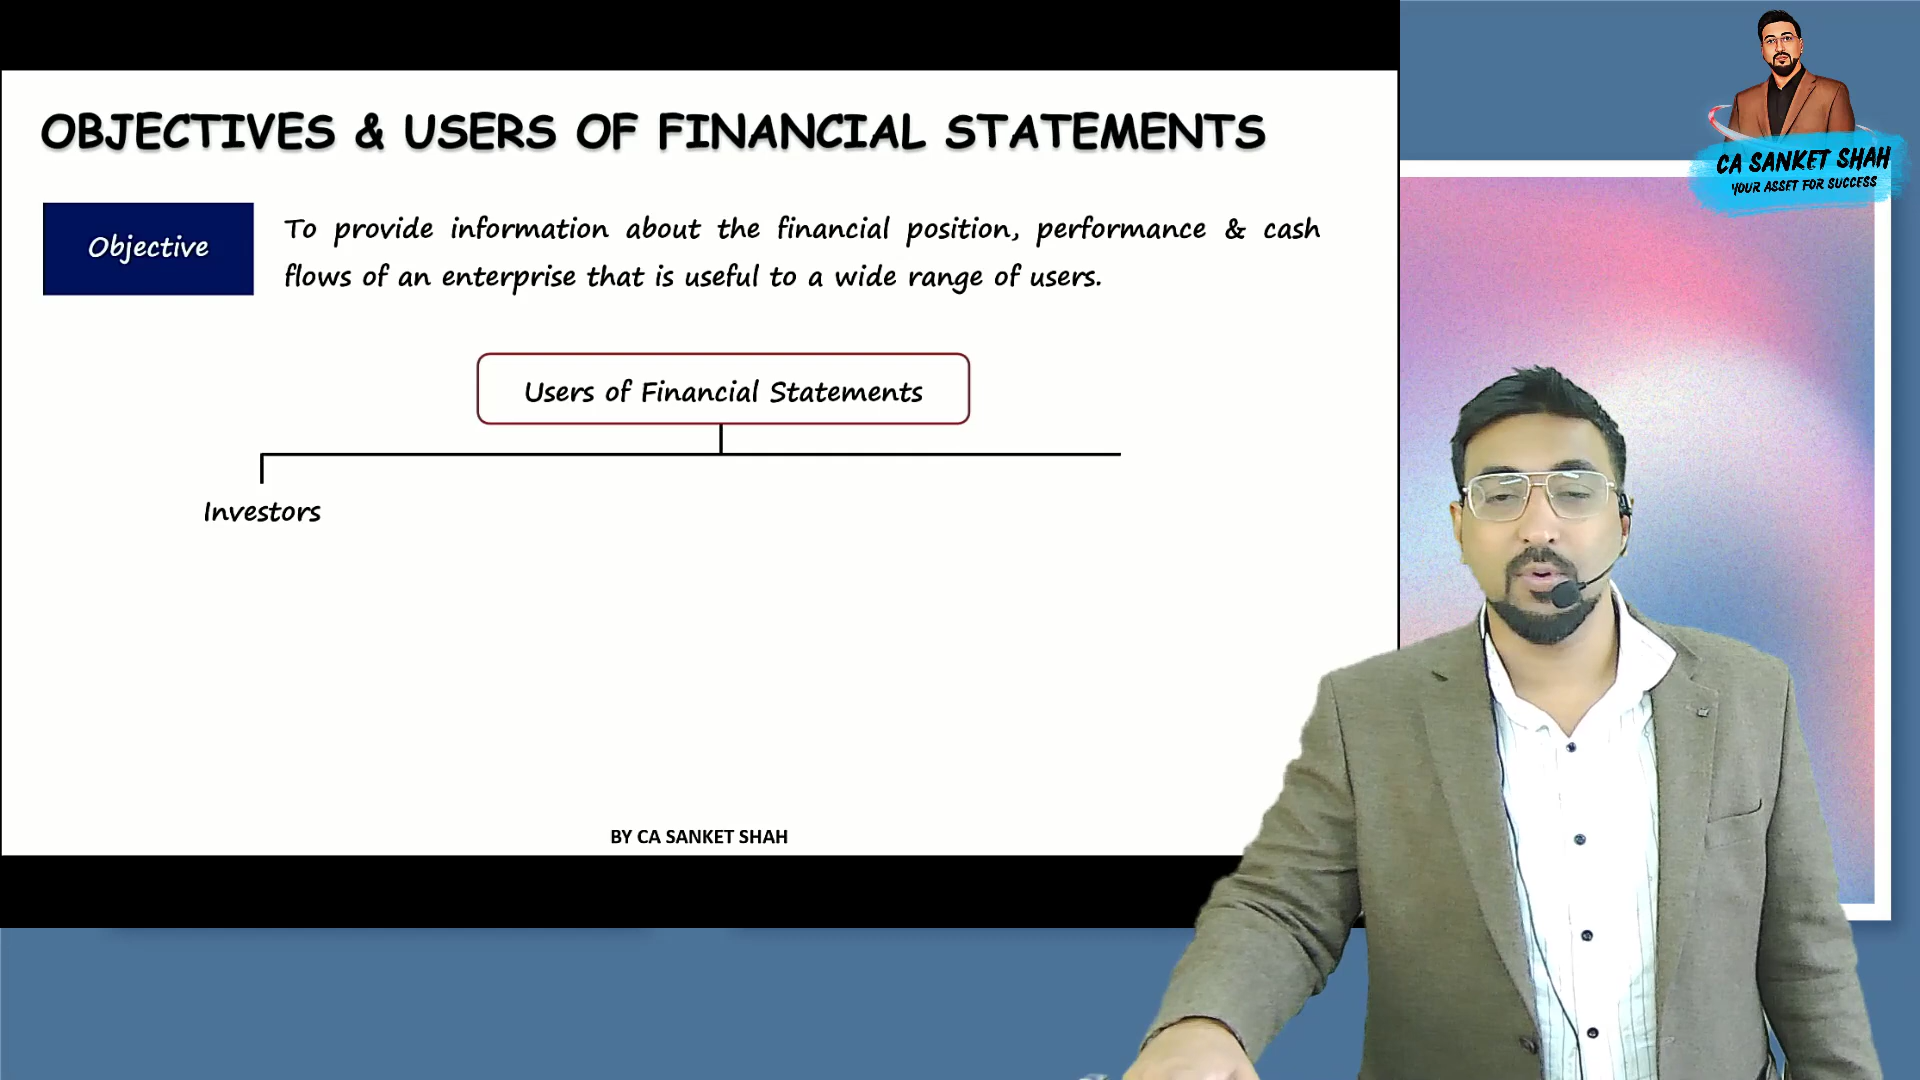 OBJECTIVES & USERS OF FINANCIAL STATEMENTS
Objective
To provide information about the financial position, performance & cash
flows of an enterprise that is useful to a wide range of users.
Users of Financial Statements
Investors
BY CA SANKET SHAH
CA SANKET SHAH
YOUR ASSET FOR SUCCESS